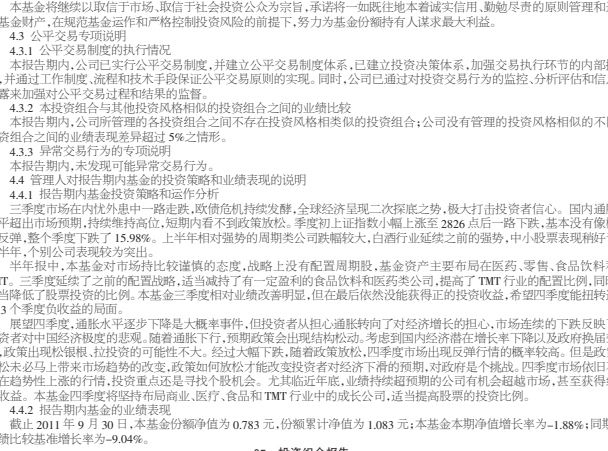 本基金将继续以取信于市场、取信于社会投资公众为宗旨,承诺将一如既往地本着诚实信用、勤勉尽责的原则管理和运
基金财产,在规范基金运作和严格控制投资风险的前提下,努力为基金份额持有人谋求最大利益。
4.3 公平交易专项说明
4.3.1 公平交易制度的执行情况
本报告期内,公司已实行公平交易制度,并建立公平交易制度体系,已建立投资决策体系,加强交易执行环节的内部控
,并通过工作制度、流程和技术手段保证公平交易原则的实现。同时,公司已通过对投资交易行为的监控、分析评估和信息
露来加强对公平交易过程和结果的监督。
4.3.2 本投资组合与其他投资风格相似的投资组合之间的业绩比较
本报告期内,公司所管理的各投资组合之间不存在投资风格相类似的投资组合;公司没有管理的投资风格相似的不同
资组合之间的业绩表现差异超过 5%之情形。
4.3.3 异常交易行为的专项说明
本报告期内,未发现可能异常交易行为。
4.4 管理人对报告期内基金的投资策略和业绩表现的说明
4.4.1 报告期内基金投资策略和运作分析
三季度市场在内忧外患中一路走跌,欧债危机持续发酵,全球经济呈现二次探底之势,极大打击投资者信心。国内通胀
平超出市场预期,持续维持高位,短期内看不到政策放松。季度初上证指数小幅上涨至 2826 点后一路下跌,基本没有像样
反弹,整个季度下跌了 15.98%。上半年相对强势的周期类公司跌幅较大,白酒行业延续之前的强势,中小股票表现稍好于
半年,个别公司表现较为突出。
半年报中,本基金对市场持比较谨慎的态度,战略上没有配置周期股,基金资产主要布局在医药、零售、食品饮料和
MT。三季度延续了之前的配置战略,适当减持了有一定盈利的食品饮料和医药类公司,提高了 TMT 行业的配置比例,同时
当降低了股票投资的比例。本基金三季度相对业绩改善明显,但在最后依然没能获得正的投资收益,希望四季度能扭转连
3 个季度负收益的局面。
展望四季度,通胀水平逐步下降是大概率事件,但投资者从担心通胀转向了对经济增长的担心,市场连续的下跌反映了
资者对中国经济极度的悲观。随着通胀下行,预期政策会出现结构松动。考虑到国内经济潜在增长率下降以及政府换届察
,政策出现松银根、拉投资的可能性不大。经过大幅下跌,随着政策放松,四季度市场出现反弹行情的概率较高。但是政策
松未必马上带来市场趋势的改变,政策如何放松才能改变投资者对经济下滑的预期,对政府是个挑战。四季度市场依旧不
在趋势性上涨的行情,投资重点还是寻找个股机会。尤其临近年底,业绩持续超预期的公司有机会超越市场,甚至获得绝
收益。本基金四季度将坚持布局商业、医疗、食品和 TMT 行业中的成长公司,适当提高股票的投资比例。
4.4.2 报告期内基金的业绩表现
截止 2011 年 9 月 30 日,本基金份额净值为 0.783 元,份额累计净值为 1.083 元;本基金本期净值增长率为-1.88%;同期
绩比较基准增长率为-9.04%。